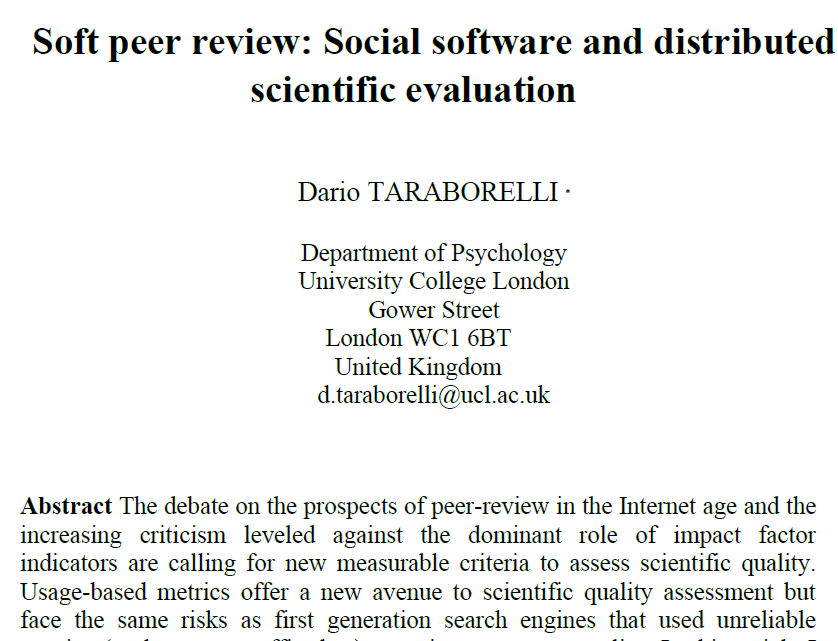 Soft peer review: Social software and distributed
scientific evaluation
Dario TARABORELLI *
Department of Psychology
University College London
Gower Street
London WC1 6BT
United Kingdom
d.taraborelli@ucl.ac.uk
Abstract The debate on the prospects of peer-review in the Internet age and the
increasing criticism leveled against the dominant role of impact factor
indicators are calling for new measurable criteria to assess scientific quality.
Usage-based metrics offer a new avenue to scientific quality assessment but
face the same risks as first generation search engines that used unreliable